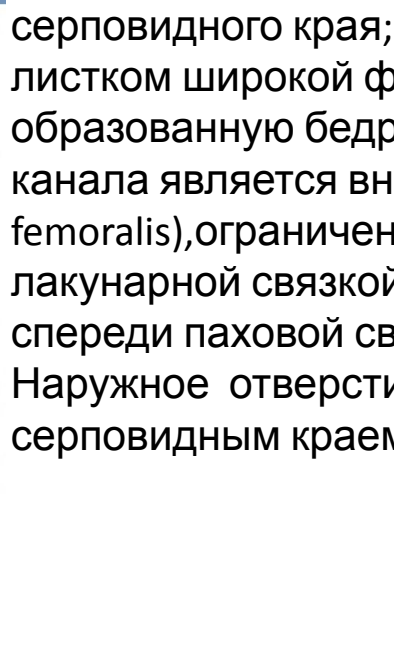 серповидного края;
листком широкой ф
образованную бедр
канала является вн
femoralis),ограничен
лакунарной связкой
спереди паховой св
Наружное отверсти
серповидным краем